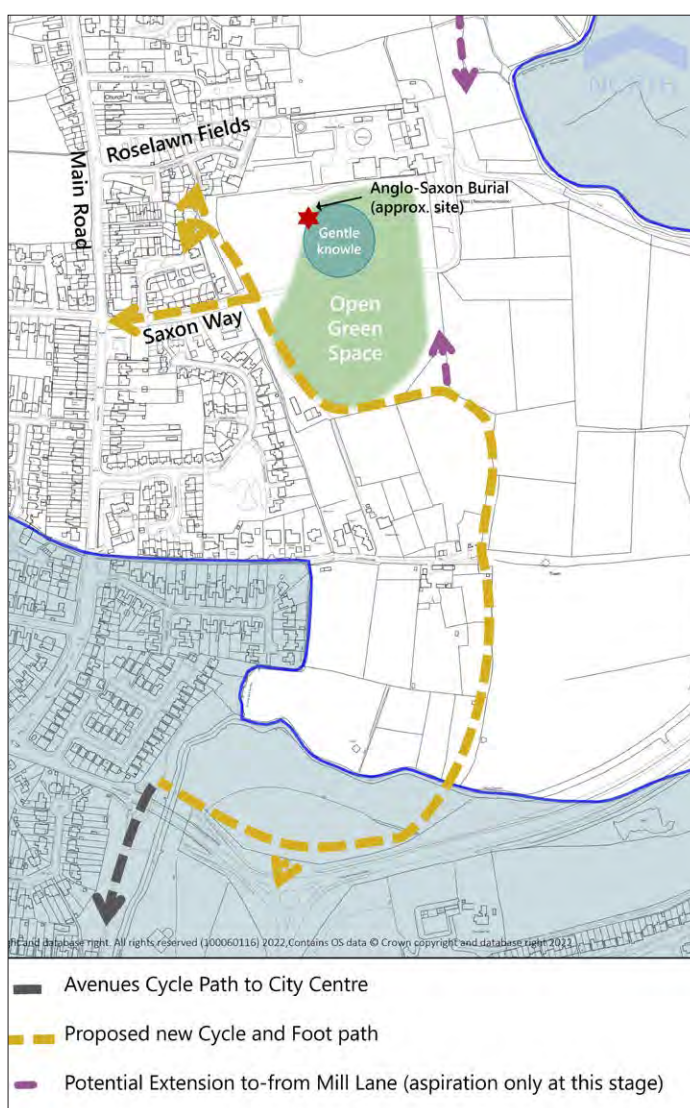 NORTH
Roselawn Fields
Main Road
Anglo-Saxon Burial
(approx. site)
Gentle
knowle
Open
Green
Space
Saxon Way
and database right. All rights reserved (100060116) 2022,Contains OS data © Crown copyright and database right 2022
Avenues Cycle Path to City Centre
Proposed new Cycle and Foot path
Potential Extension to-from Mill Lane (aspiration only at this stage)